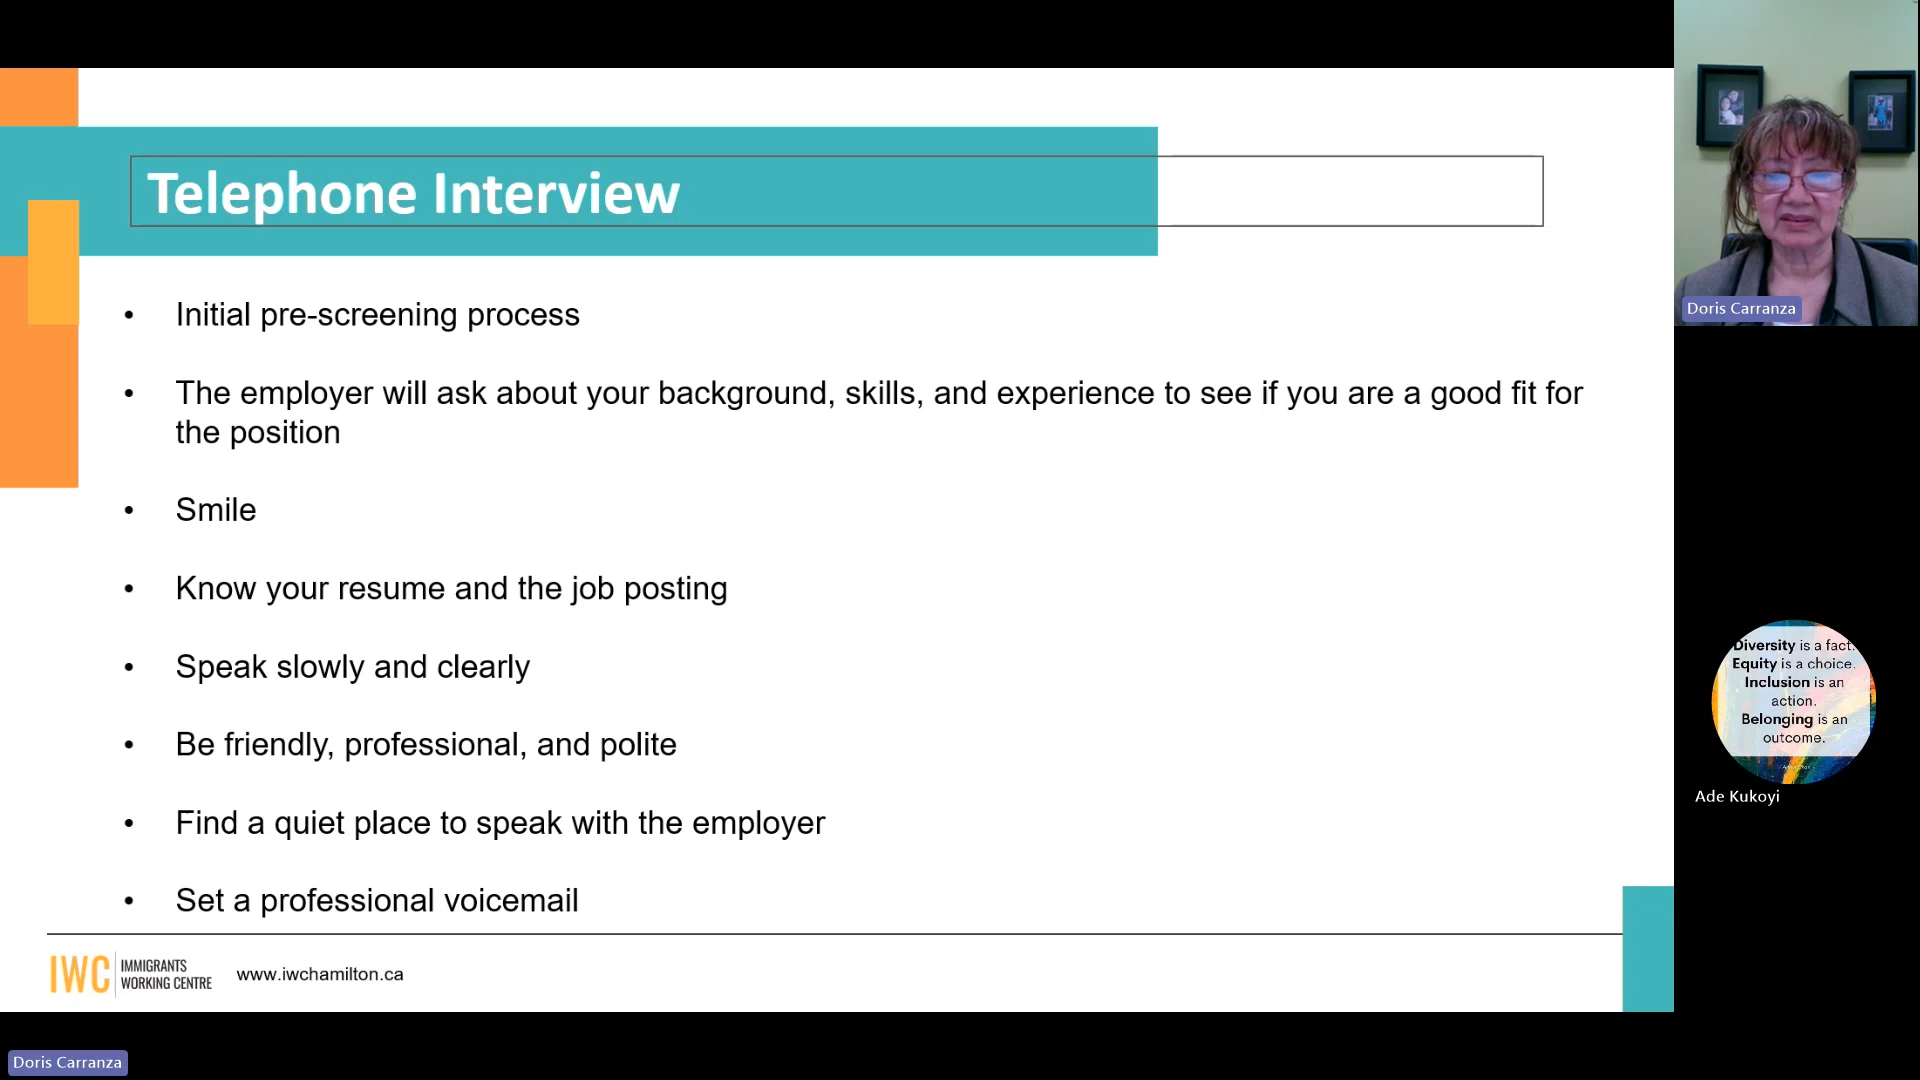 Telephone Interview
• Initial pre-screening process
• The employer will ask about your background, skills, and experience to see if you are a good fit for
the position
• Smile
• Know your resume and the job posting
• Speak slowly and clearly
• Be friendly, professional, and polite
• Find a quiet place to speak with the employer
• Set a professional voicemail
IWC
IMMIGRANTS
WORKING CENTRE
www.iwchamilton.ca
Doris Carranza
Diversity is a fact.
Equity is a choice.
Inclusion is an
action.
Belonging is an
outcome.
Ade Kukoyi
Doris Carranza